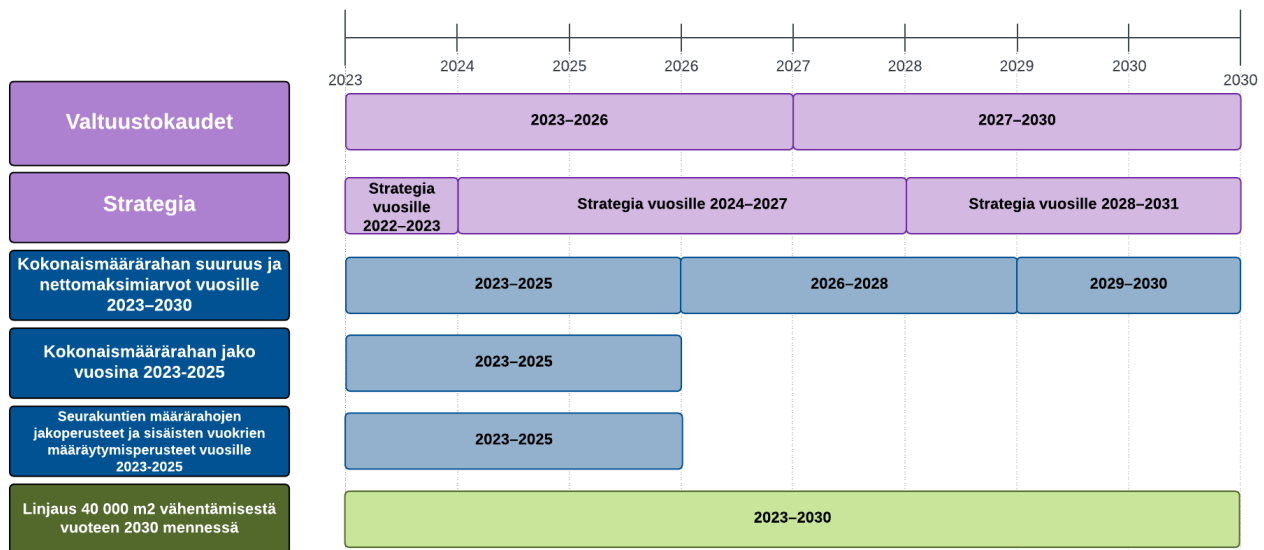 2024 2025 2026 2027 2028 2029 2030
2023 2030
Valtuustokaudet
2023–2026
2027–2030
Strategia
Strategia
vuosille
2022–2023
Strategia vuosille 2024–2027
Strategia vuosille 2028–2031
Kokonaismäärärahan suuruus ja
nettomaksimiarvot vuosille
2023–2030
2023–2025
2026–2028
2029–2030
Kokonaismäärärahan jako
vuosina 2023-2025
2023–2025
Seurakuntien määrärahojen
jakoperusteet ja sisäisten vuokrien
määräytymisperusteet vuosille
2023-2025
2023–2025
Linjaus 40 000 m2 vähentämisestä
vuoteen 2030 mennessä
2023–2030